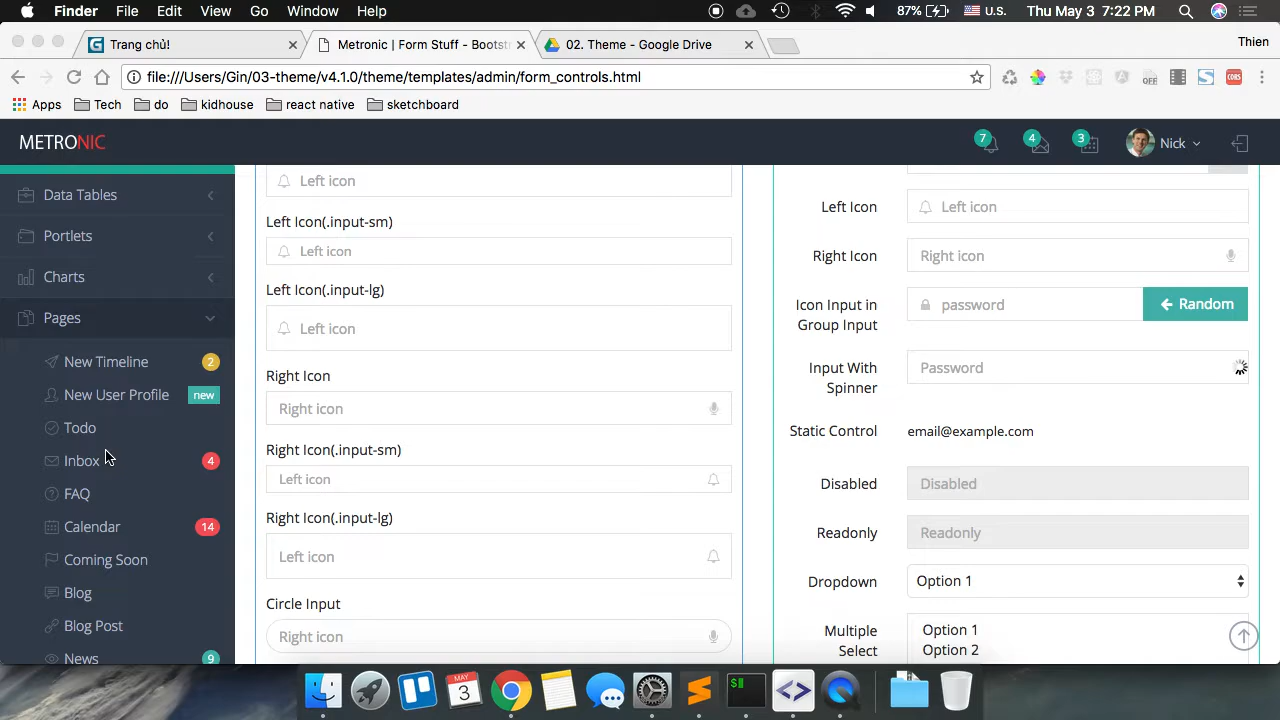 Finder File Edit View Go Window Help 87% U.S. Thu May 3 7:22 PM
Trang chủ! Metronic | Form Stuff - Bootstr 02. Theme - Google Drive Thien
file:///Users/Gin/03-theme/v4.1.0/theme/templates/admin/form_controls.html OFF CORS
Apps Tech do kidhouse react native sketchboard
METRONIC 7 4 3 Nick
Data Tables
Portlets
Charts
Pages
New Timeline 2
New User Profile new
Todo
Inbox 4
FAQ
Calendar 14
Coming Soon
Blog
Blog Post
News 9
Left icon
Left Icon(.input-sm)
Left icon
Left Icon(.input-lg)
Left icon
Right Icon
Right icon
Right Icon(.input-sm)
Left icon
Right Icon(.input-lg)
Left icon
Circle Input
Right icon
Left Icon Left icon
Right Icon Right icon
Icon Input in
Group Input password Random
Input With
Spinner Password
Static Control email@example.com
Disabled Disabled
Readonly Readonly
Dropdown Option 1
Multiple
Select
Option 1
Option 2
MAY
3
$